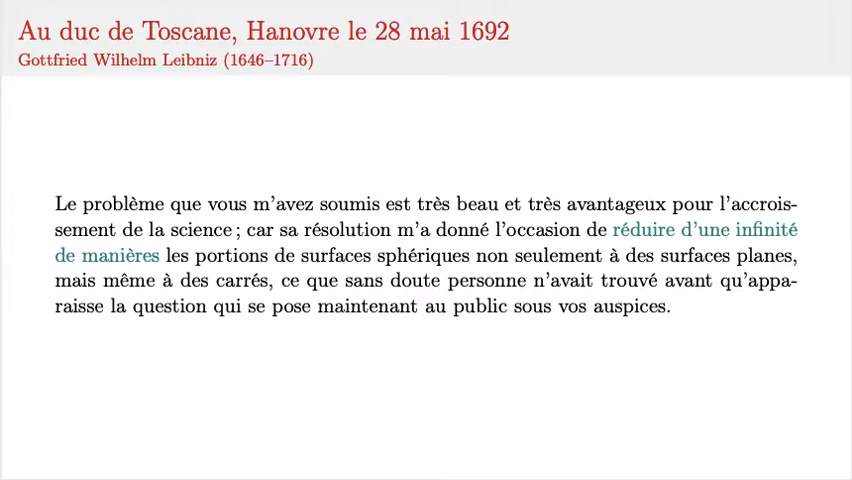 Au duc de Toscane, Hanovre le 28 mai 1692
Gottfried Wilhelm Leibniz (1646–1716)
Le problème que vous m'avez soumis est très beau et très avantageux pour l'accrois-
sement de la science ; car sa résolution m'a donné l'occasion de réduire d'une infinité
de manières les portions de surfaces sphériques non seulement à des surfaces planes,
mais même à des carrés, ce que sans doute personne n'avait trouvé avant qu'appa-
raisse la question qui se pose maintenant au public sous vos auspices.